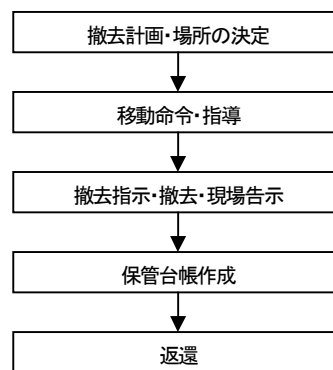 撤去計画・場所の決定
移動命令・指導
撤去指示・撤去・現場告示
保管台帳作成
返還